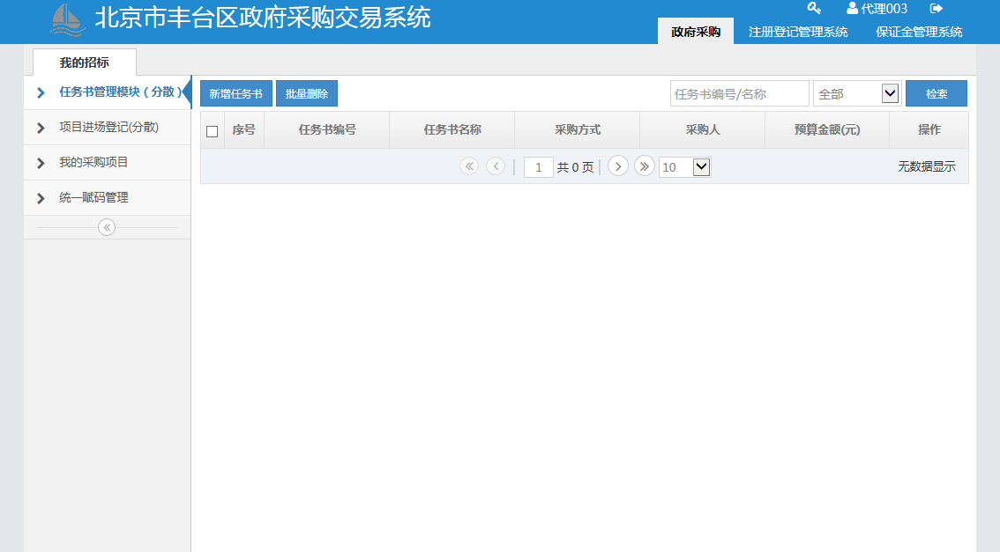 北京市丰台区政府采购交易系统
代理003
政府采购 注册登记管理系统 保证金管理系统
我的招标
任务书管理模块（分散）
项目进场登记(分散)
我的采购项目
统一赋码管理
新增任务书 批量删除 任务书编号/名称 全部 检索
序号 任务书编号 任务书名称 采购方式 采购人 预算金额(元) 操作
1 共 0 页 10 无数据显示